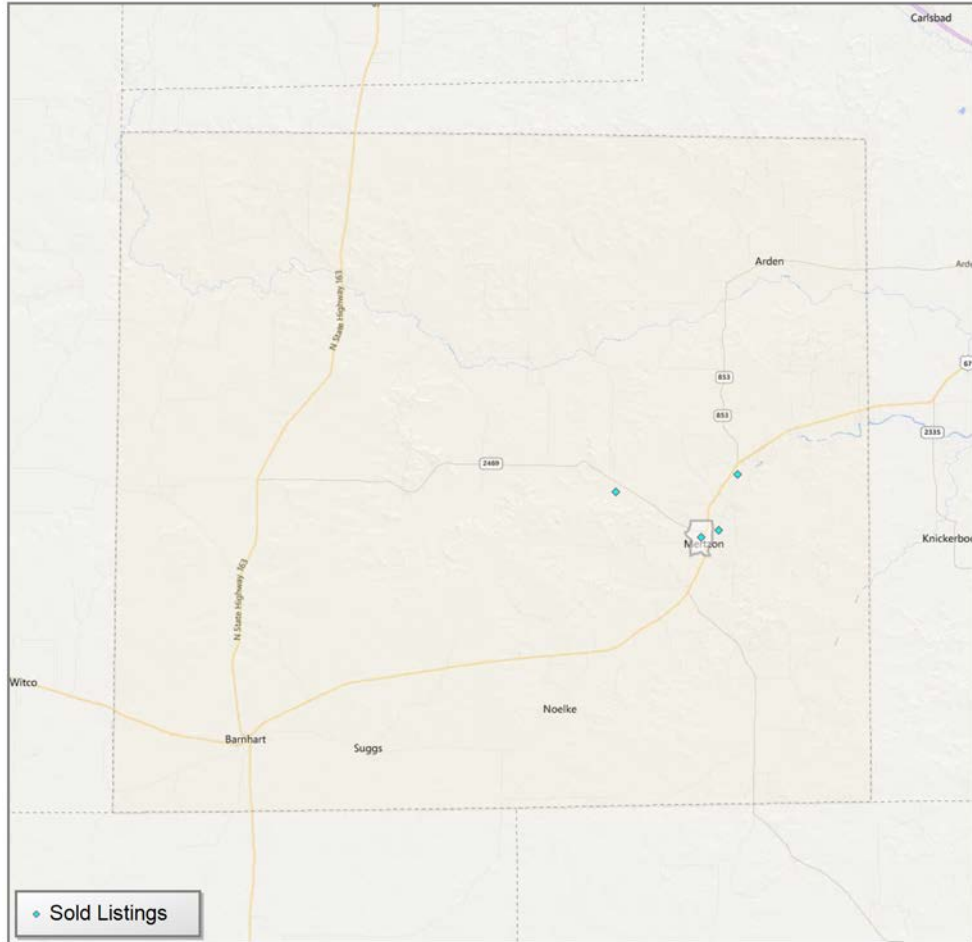 Carlsbad
Arden
N State Highway 163
853
67
853
2335
2469
Mertzon
N State Highway 163
Witco
Noelke
Barnhart
Suggs
Sold Listings